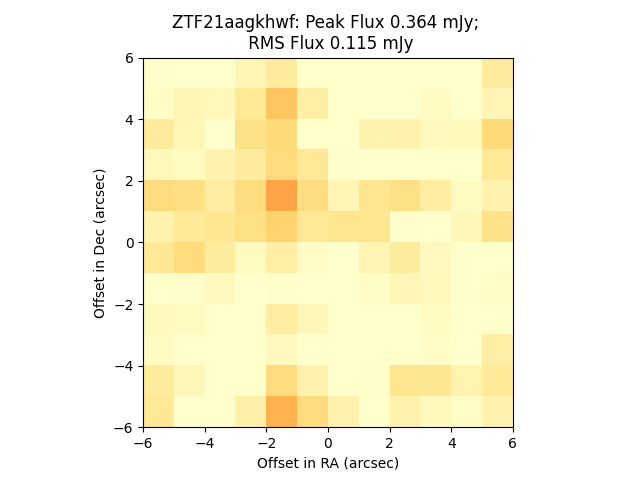 ZTF21aagkhwf: Peak Flux 0.364 mJy;
RMS Flux 0.115 mJy
6
4
2
0
−2
−4
−6
Offset in Dec (arcsec)
−6 −4 −2 0 2 4 6
Offset in RA (arcsec)